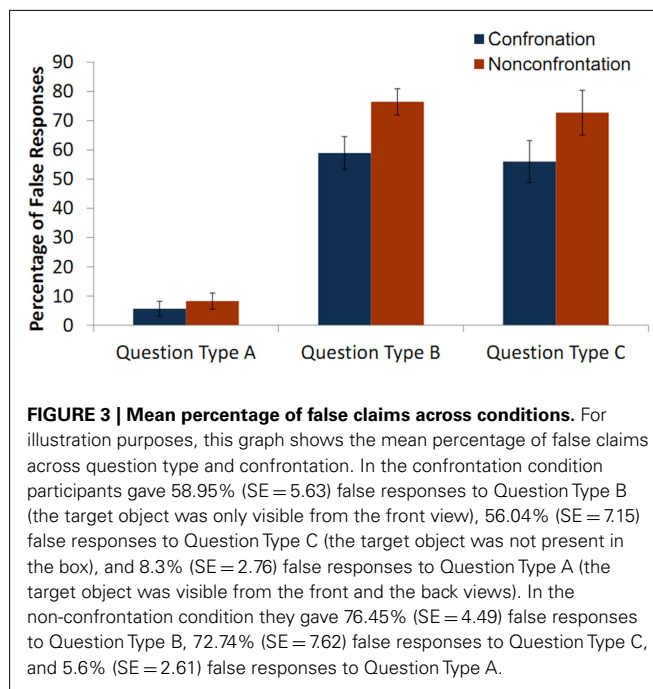 Confronation
Nonconfrontation
90
80
70
60
50
40
30
20
10
0
Percentage of False Responses
Question Type A Question Type B Question Type C
FIGURE 3 | Mean percentage of false claims across conditions. For
illustration purposes, this graph shows the mean percentage of false claims
across question type and confrontation. In the confrontation condition
participants gave 58.95% (SE = 5.63) false responses to Question Type B
(the target object was only visible from the front view), 56.04% (SE = 7.15)
false responses to Question Type C (the target object was not present in
the box), and 8.3% (SE = 2.76) false responses to Question Type A (the
target object was visible from the front and the back views). In the
non-confrontation condition they gave 76.45% (SE = 4.49) false responses
to Question Type B, 72.74% (SE = 7.62) false responses to Question Type C,
and 5.6% (SE = 2.61) false responses to Question Type A.